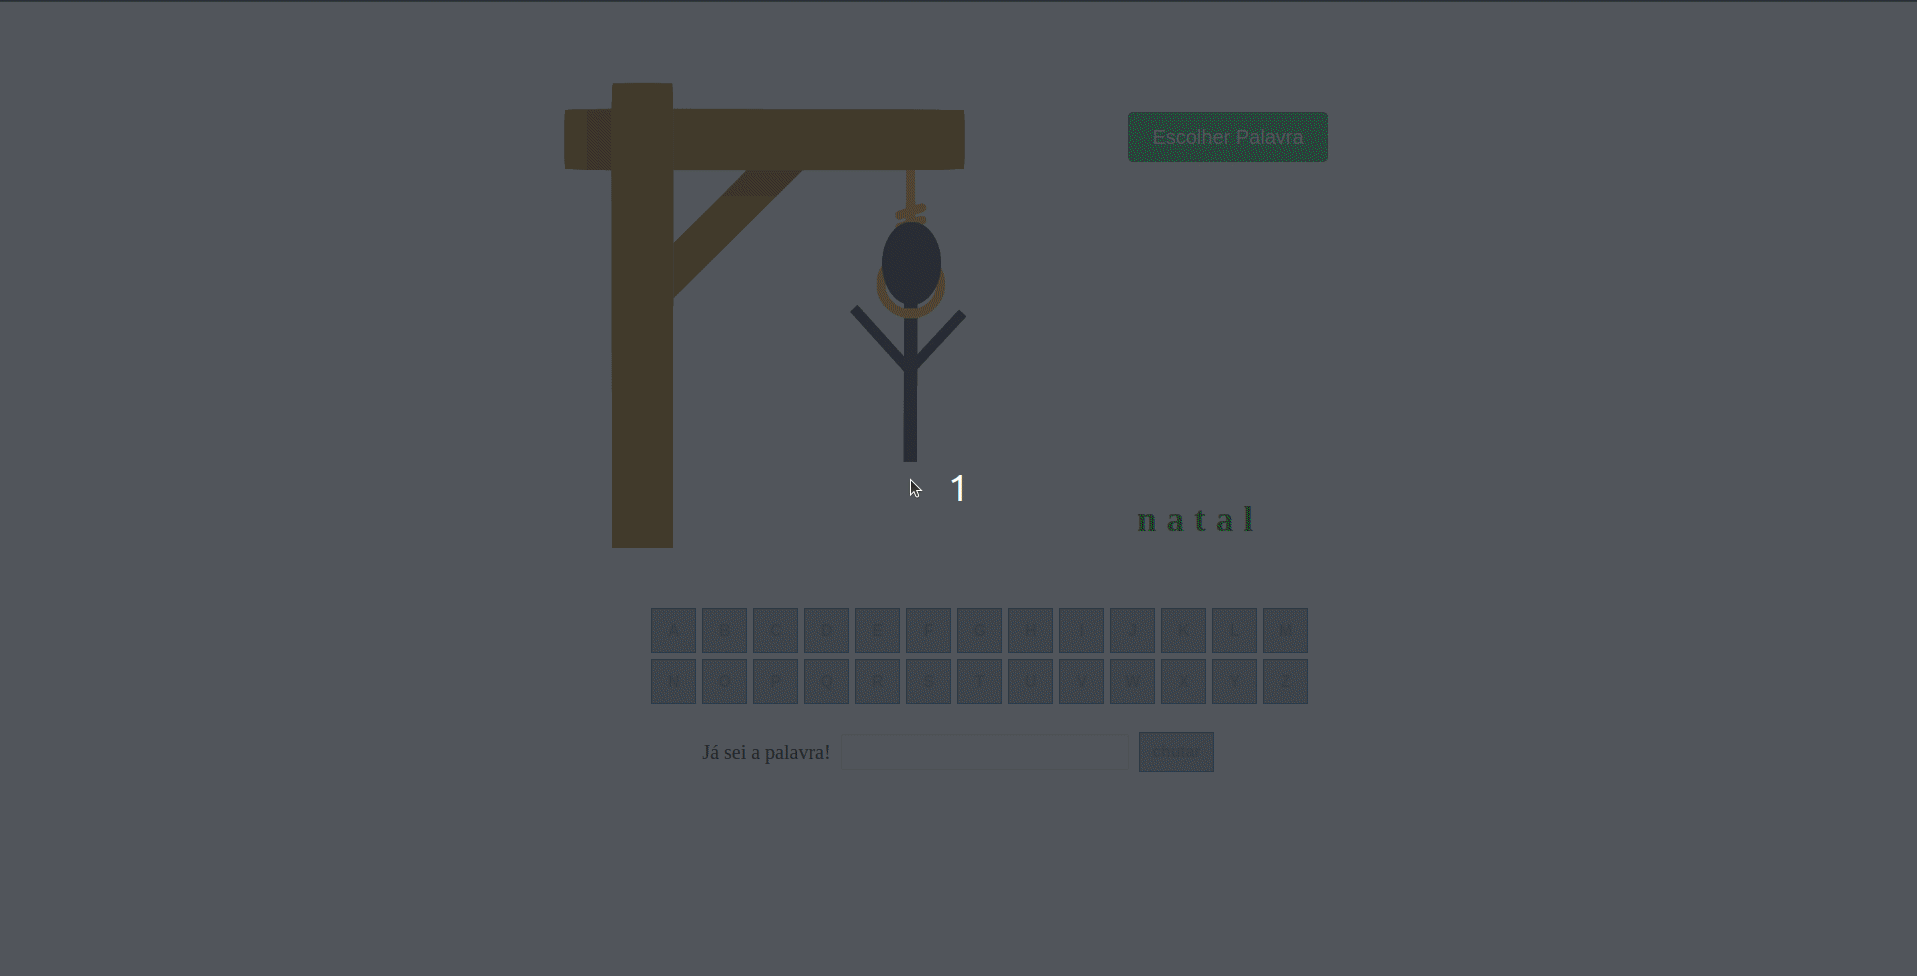 Escolher Palavra
1
n a t a l
A B C D E F G H I J K L M
N O P Q R S T U V W X Y Z
Já sei a palavra! chutar